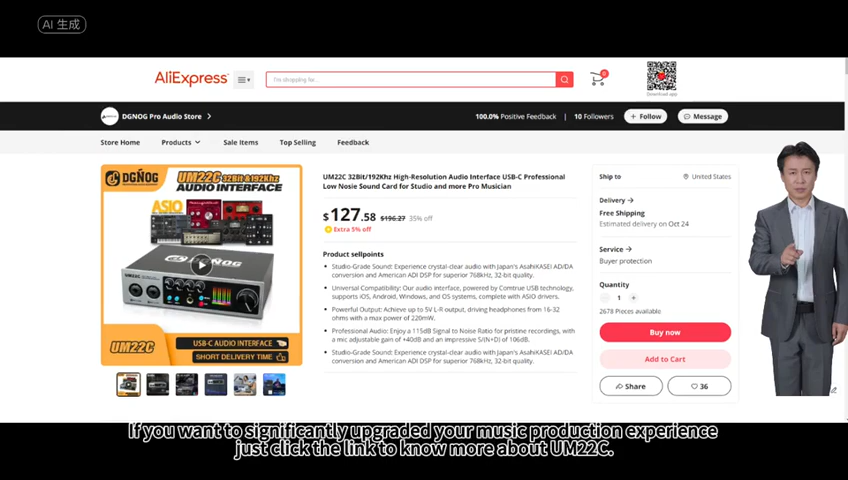 AI 生成
AliExpress
I'm shopping for...
0
Download app
DGNOG Pro Audio Store
100.0% Positive Feedback
10 Followers
+ Follow
Message
Store Home
Products
Sale Items
Top Selling
Feedback
DGNOG
UM22C 32Bit&192Khz
AUDIO INTERFACE
ASIO
DGNOG
UM22C
USB-C AUDIO INTERFACE
SHORT DELIVERY TIME
UM22C 32Bit/192Khz High-Resolution Audio Interface USB-C Professional
Low Nosie Sound Card for Studio and more Pro Musician
$127.58 $196.27 35% off
Extra 5% off
Product sellpoints
Studio-Grade Sound: Experience crystal-clear audio with Japan's AsahiKASEI AD/DA
conversion and American ADI DSP for superior 768kHz, 32-bit quality.
Universal Compatibility: Our audio interface, powered by Comtrue USB technology,
supports iOS, Android, Windows, and OS systems, complete with ASIO drivers.
Powerful Output: Achieve up to 5V L-R output, driving headphones from 16-32
ohms with a max power of 220mW.
Professional Audio: Enjoy a 115dB Signal to Noise Ratio for pristine recordings, with
a mic adjustable gain of +40dB and an impressive S/(N+D) of 106dB.
Studio-Grade Sound: Experience crystal-clear audio with Japan's AsahiKASEI AD/DA
conversion and American ADI DSP for superior 768kHz, 32-bit quality.
Ship to
United States
Delivery
Free Shipping
Estimated delivery on Oct 24
Service
Buyer protection
Quantity
1 +
2678 Pieces available
Buy now
Add to Cart
Share
36
If you want to significantly upgraded your music production experience
just click the link to know more about UM22C.